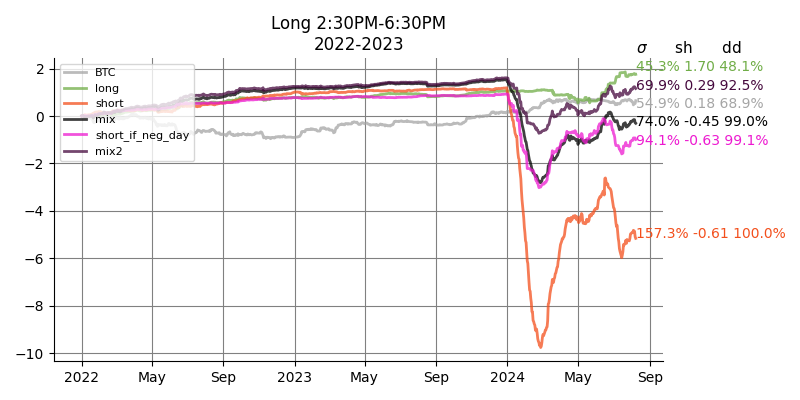 Long 2:30PM-6:30PM
2022-2023
σ sh dd
45.3% 1.70 48.1%
69.9% 0.29 92.5%
54.9% 0.18 68.9%
74.0% -0.45 99.0%
94.1% -0.63 99.1%
157.3% -0.61 100.0%
BTC
long
short
mix
short_if_neg_day
mix2
2
0
−2
−4
−6
−8
−10
2022 May Sep 2023 May Sep 2024 May Sep